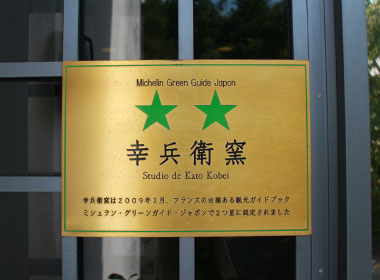 Michelin Green Guide Japon
幸兵衛窯
Studio de Kato Kobei
幸兵衛窯は2009年2月、フランスの由緒ある観光ガイドブック
ミシュラン・グリーンガイド・ジャポンで2つ星に認定されました